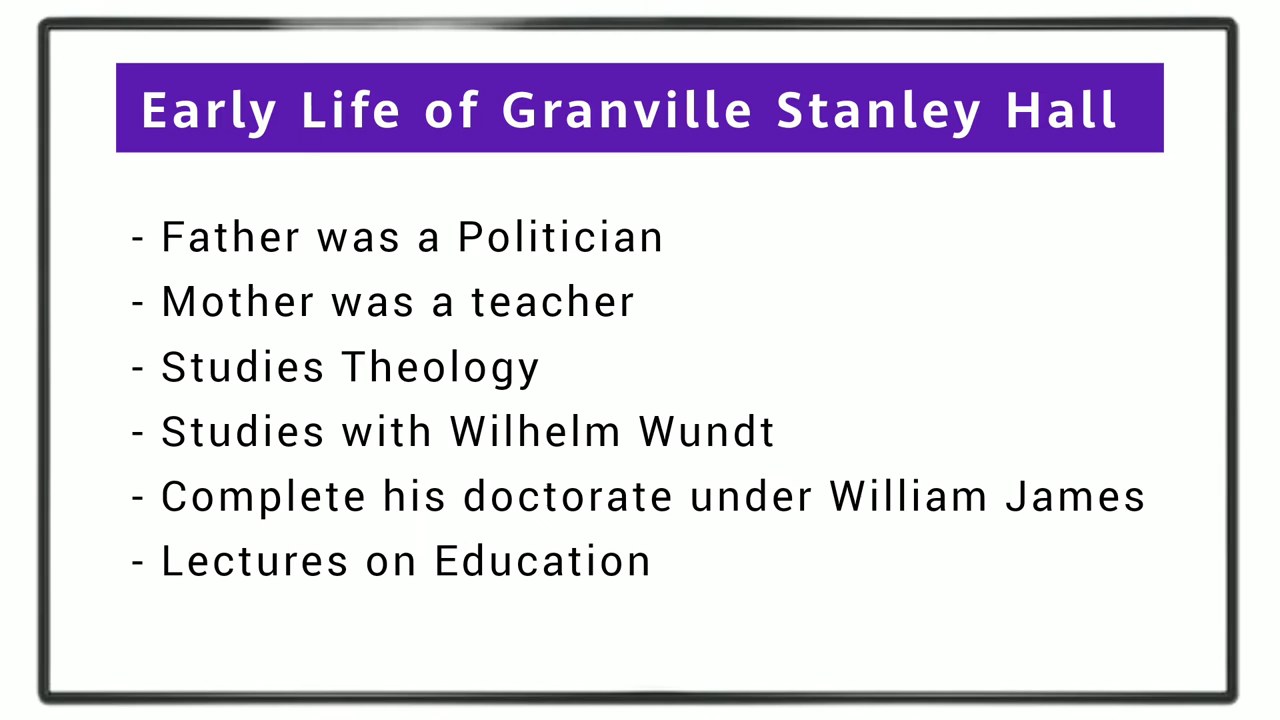 Early Life of Granville Stanley Hall
- Father was a Politician
- Mother was a teacher
- Studies Theology
- Studies with Wilhelm Wundt
- Complete his doctorate under William James
- Lectures on Education